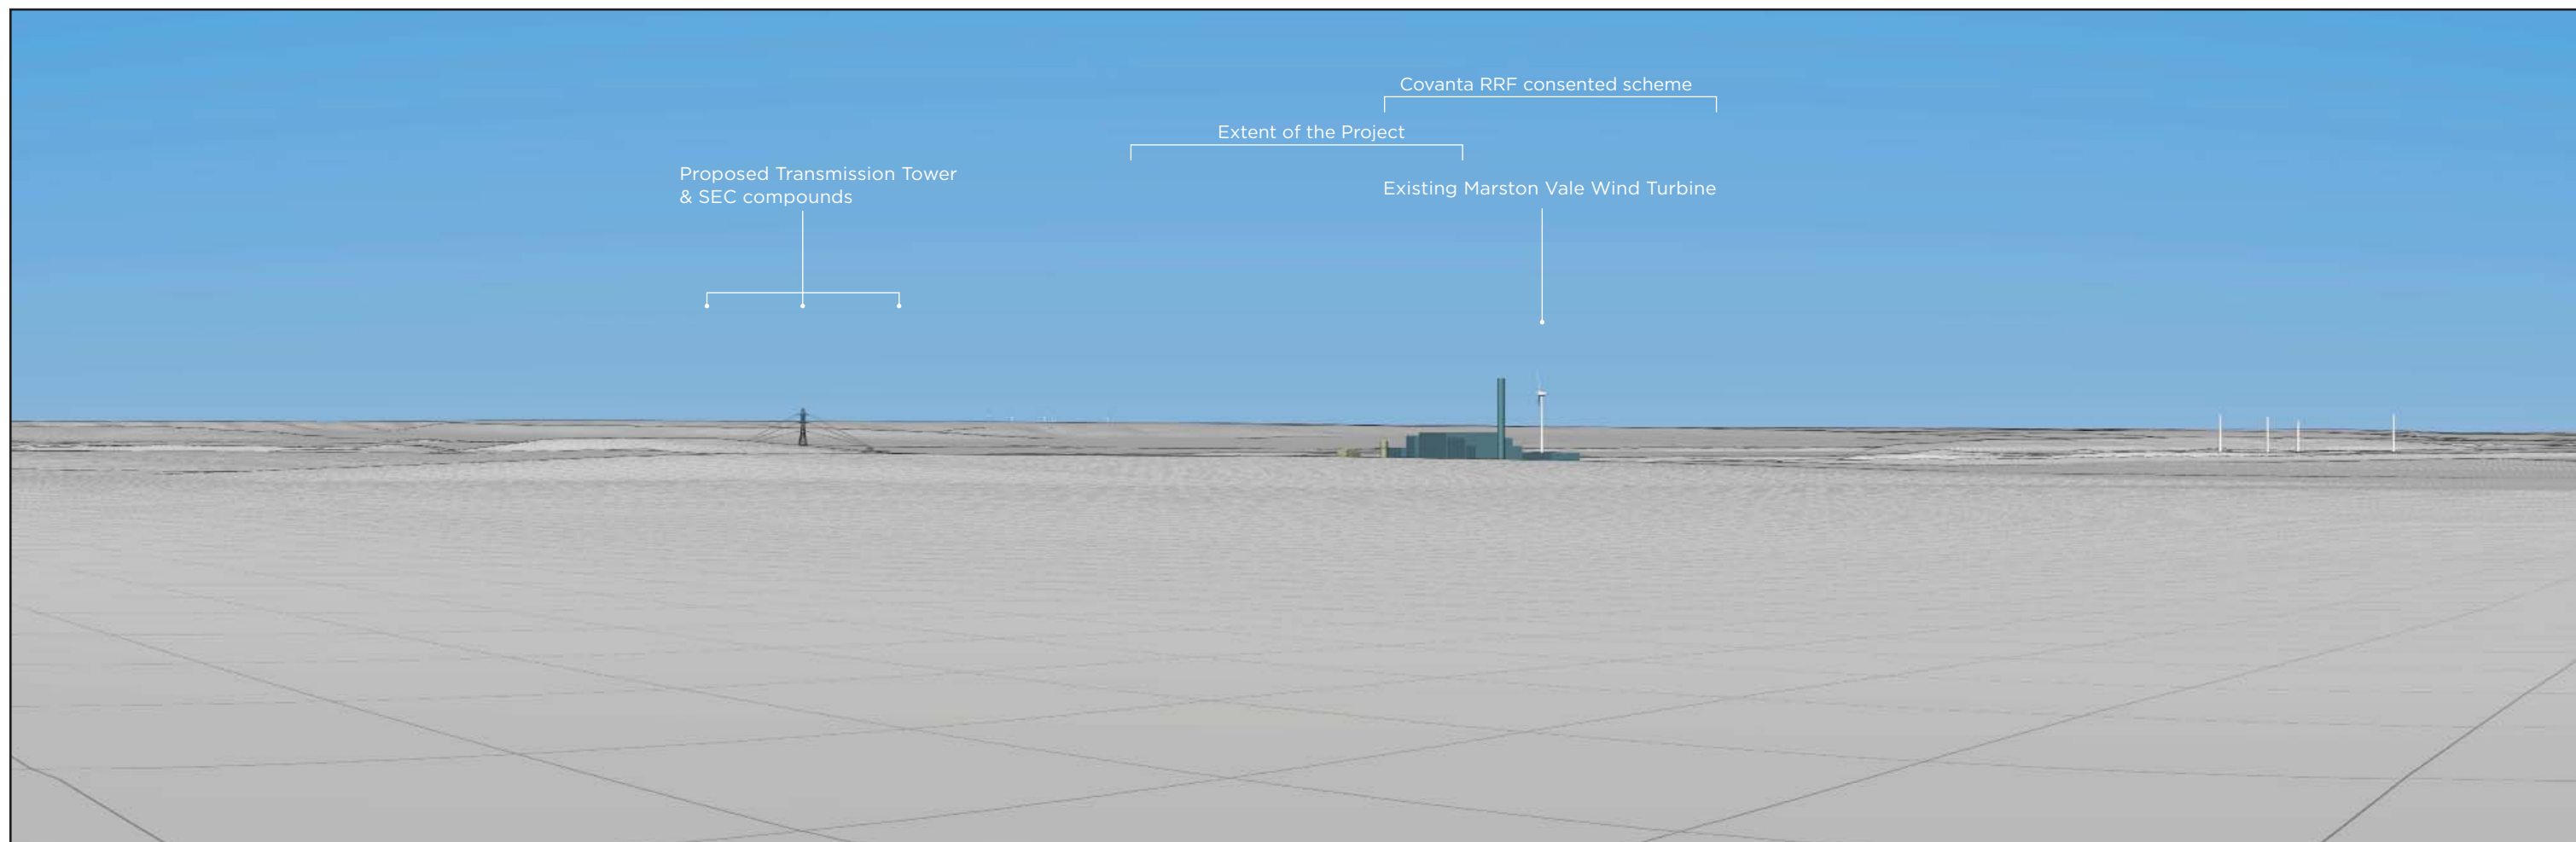 Covanta RRF consented scheme
Extent of the Project
Proposed Transmission Tower
& SEC compounds
Existing Marston Vale Wind Turbine